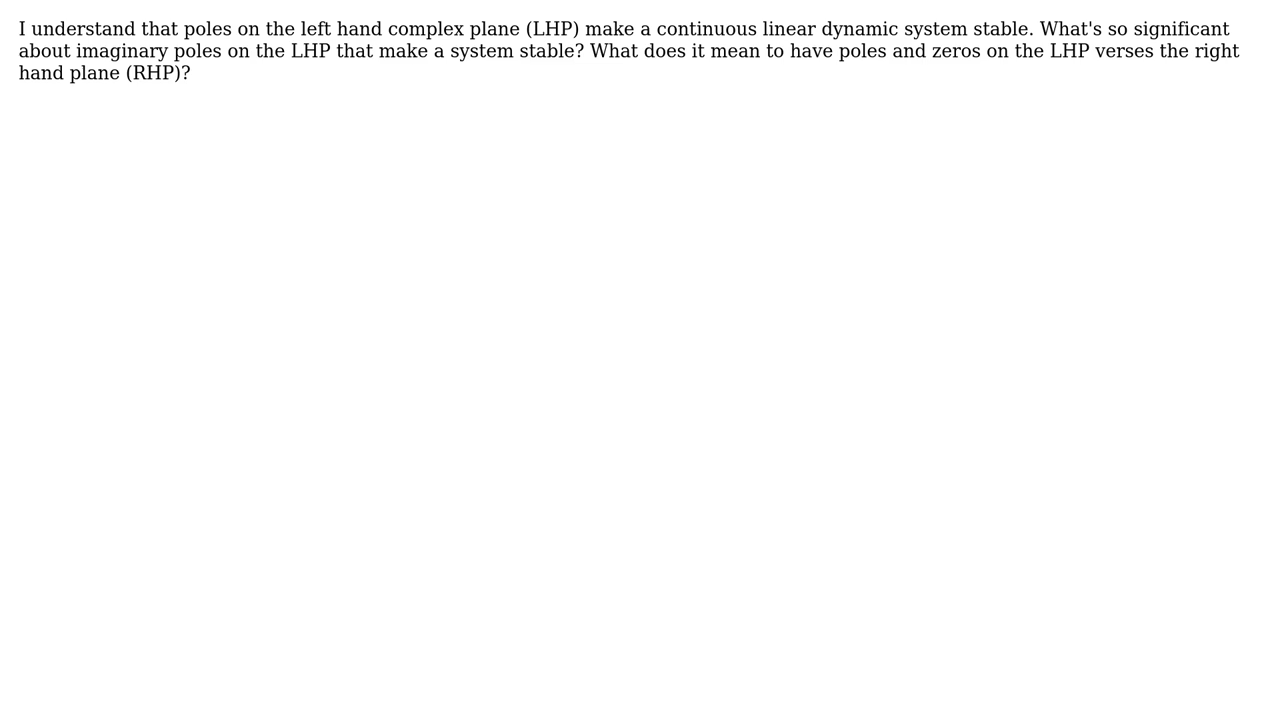 I understand that poles on the left hand complex plane (LHP) make a continuous linear dynamic system stable. What's so significant
about imaginary poles on the LHP that make a system stable? What does it mean to have poles and zeros on the LHP verses the right
hand plane (RHP)?